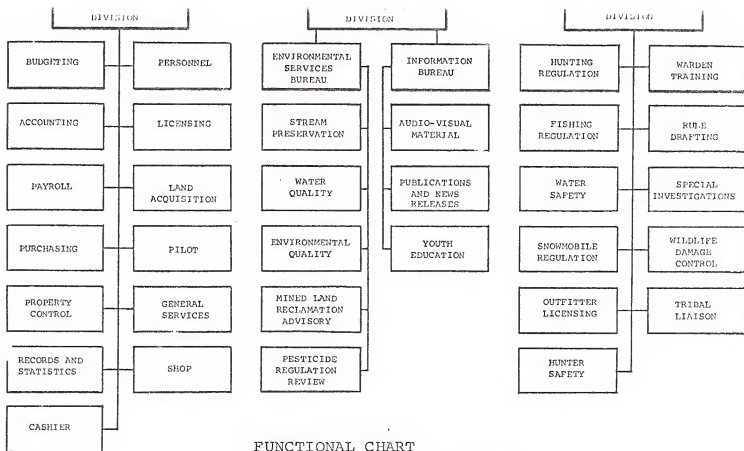 DIVISION
BUDGETING
PERSONNEL
ACCOUNTING
LICENSING
PAYROLL
LAND
ACQUISITION
PURCHASING
PILOT
PROPERTY
CONTROL
GENERAL
SERVICES
RECORDS AND
STATISTICS
SHOP
CASHIER
DIVISION
ENVIRONMENTAL
SERVICES
BUREAU
INFORMATION
BUREAU
STREAM
PRESERVATION
AUDIO-VISUAL
MATERIAL
WATER
QUALITY
PUBLICATIONS
AND NEWS
RELEASES
ENVIRONMENTAL
QUALITY
YOUTH
EDUCATION
MINED LAND
RECLAMATION
ADVISORY
PESTICIDE
REGULATION
REVIEW
DIVISION
HUNTING
REGULATION
WARDEN
TRAINING
FISHING
REGULATION
RULE
DRAFTING
WATER
SAFETY
SPECIAL
INVESTIGATIONS
SNOWMOBILE
REGULATION
WILDLIFE
DAMAGE
CONTROL
OUTFITTER
LICENSING
TRIBAL
LIAISON
HUNTER
SAFETY
FUNCTIONAL CHART